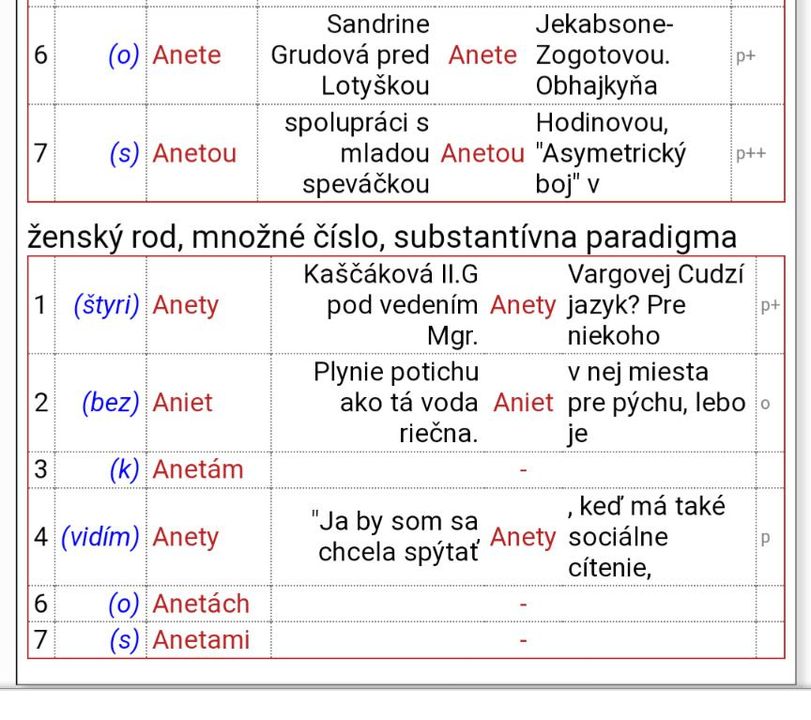 6 (o) Anete Sandrine Grudová pred Lotyškou Anete Jekabsone-Zogotovou. Obhajkyňa p+
7 (s) Anetou spolupráci s mladou speváčkou Anetou Hodinovou, "Asymetrický boj" v p++
ženský rod, množné číslo, substantívna paradigma
1 (štyri) Anety Kaščáková II.G pod vedením Mgr. Anety Vargovej Cudzí jazyk? Pre niekoho p+
2 (bez) Aniet Plynie potichu ako tá voda riečna. Aniet v nej miesta pre pýchu, lebo je o
3 (k) Anetám -
4 (vidím) Anety "Ja by som sa chcela spýtať Anety , keď má také sociálne cítenie, p
6 (o) Anetách -
7 (s) Anetami -